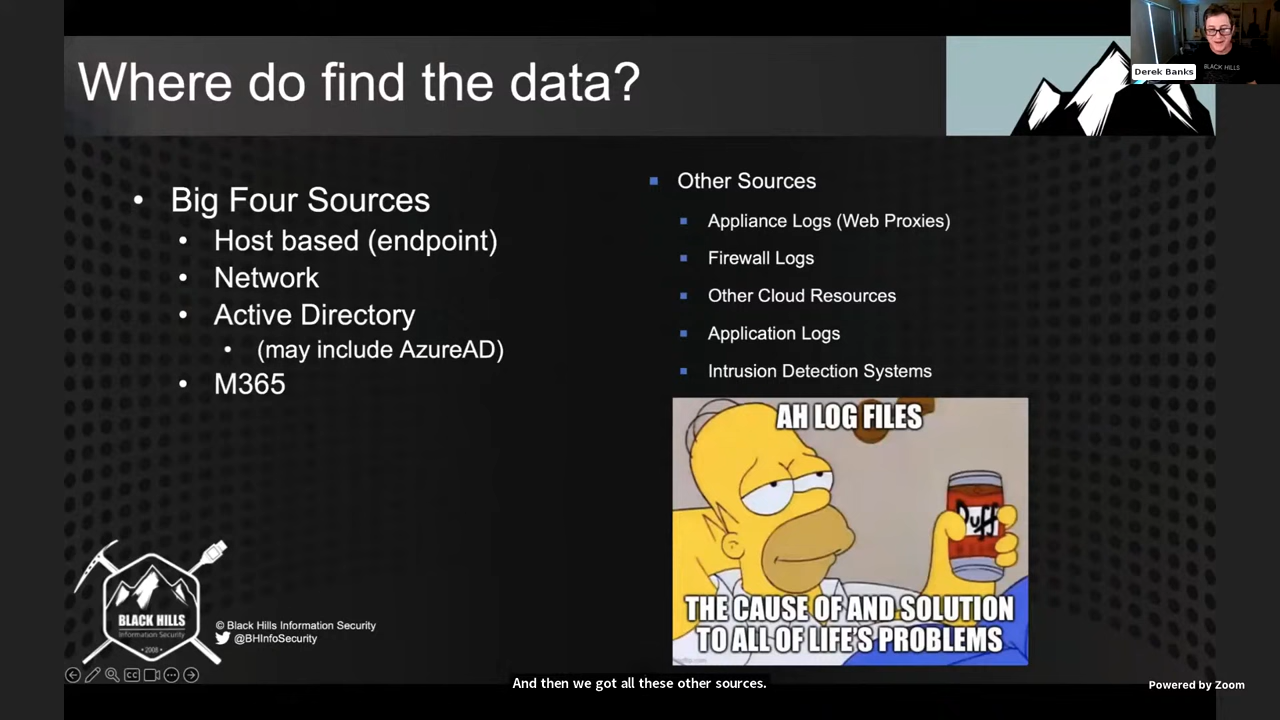 Where do find the data?
Derek Banks
BLACK HILLS
Big Four Sources
Host based (endpoint)
Network
Active Directory
(may include AzureAD)
M365
Other Sources
Appliance Logs (Web Proxies)
Firewall Logs
Other Cloud Resources
Application Logs
Intrusion Detection Systems
AH LOG FILES
Duff
THE CAUSE OF AND SOLUTION
TO ALL OF LIFE'S PROBLEMS
BLACK HILLS
Information Security
• 2008 •
© Black Hills Information Security
@BHInfoSecurity
CC
And then we got all these other sources.
Powered by Zoom